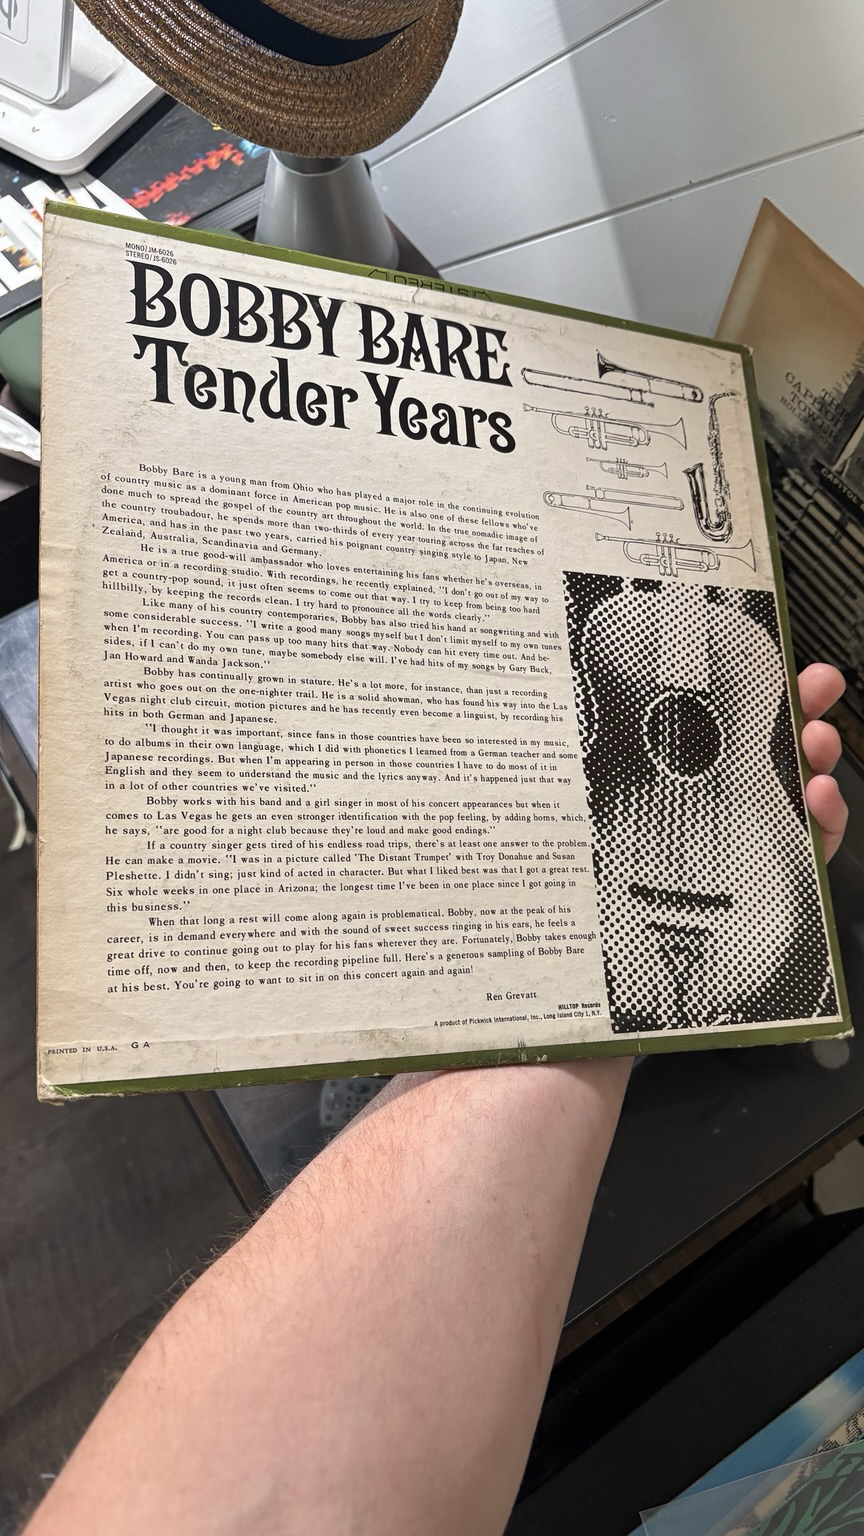 STEREO
MONO/JM-6026
STEREO/JS-6026
BOBBY BARE
Tender Years
Bobby Bare is a young man from Ohio who has played a major role in the continuing evolution
of country music as a dominant force in American pop music. He is also one of these fellows who've
done much to spread the gospel of the country art throughout the world. In the true nomadic image of
the country troubadour, he spends more than two-thirds of every year touring across the far reaches of
America, and has in the past two years, carried his poignant country singing style to Japan, New
Zealand, Australia, Scandinavia and Germany.
He is a true good-will ambassador who loves entertaining his fans whether he's overseas, in
America or in a recording studio. With recordings, he recently explained, "I don't go out of my way to
get a country-pop sound, it just often seems to come out that way. I try to keep from being too hard
hillbilly, by keeping the records clean. I try hard to pronounce all the words clearly."
Like many of his country contemporaries, Bobby has also tried his hand at songwriting and with
some considerable success. "I write a good many songs myself but I don't limit myself to my own tunes
when I'm recording. You can pass up too many hits that way. Nobody can hit every time out. And be-
sides, if I can't do my own tune, maybe somebody else will. I've had hits of my songs by Gary Buck,
Jan Howard and Wanda Jackson."
Bobby has continually grown in stature. He's a lot more, for instance, than just a recording
artist who goes out on the one-nighter trail. He is a solid showman, who has found his way into the Las
Vegas night club circuit, motion pictures and he has recently even become a linguist, by recording his
hits in both German and Japanese.
"I thought it was important, since fans in those countries have been so interested in my music,
to do albums in their own language, which I did with phonetics I learned from a German teacher and some
Japanese recordings. But when I'm appearing in person in those countries I have to do most of it in
English and they seem to understand the music and the lyrics anyway. And it's happened just that way
in a lot of other countries we've visited."
Bobby works with his band and a girl singer in most of his concert appearances but when it
comes to Las Vegas he gets an even stronger identification with the pop feeling, by adding horns, which,
he says, "are good for a night club because they're loud and make good endings."
If a country singer gets tired of his endless road trips, there's at least one answer to the problem.
He can make a movie. "I was in a picture called 'The Distant Trumpet' with Troy Donahue and Susan
Pleshette. I didn't sing; just kind of acted in character. But what I liked best was that I got a great rest.
Six whole weeks in one place in Arizona; the longest time I've been in one place since I got going in
this business."
When that long a rest will come along again is problematical. Bobby, now at the peak of his
career, is in demand everywhere and with the sound of sweet success ringing in his ears, he feels a
great drive to continue going out to play for his fans wherever they are. Fortunately, Bobby takes enough
time off, now and then, to keep the recording pipeline full. Here's a generous sampling of Bobby Bare
at his best. You're going to want to sit in on this concert again and again!
Ren Grevatt
HILLTOP Records
A product of Pickwick International, Inc., Long Island City 1, N.Y.
PRINTED IN U.S.A. G A
THE
CAPITOL
TOWER